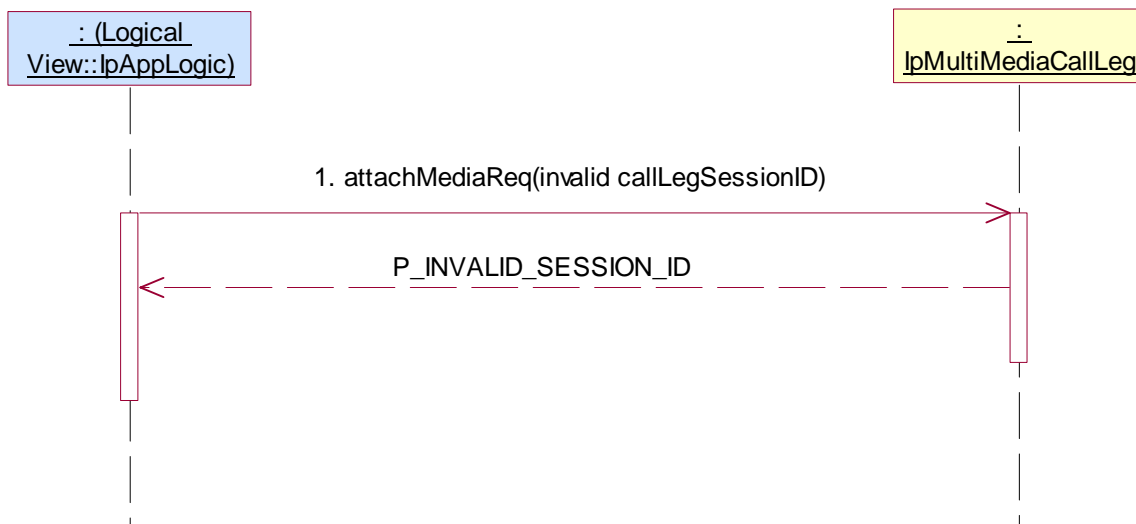 : (Logical
View::IpAppLogic)
:
IpMultiMediaCallLeg
1. attachMediaReq(invalid callLegSessionID)
P_INVALID_SESSION_ID